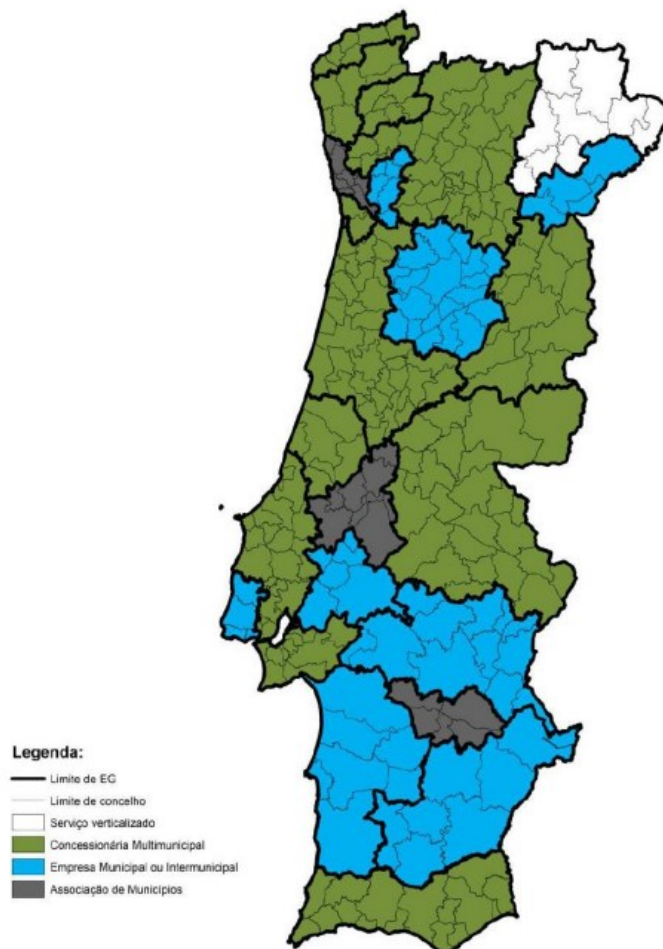 Legenda:
Limite de EG
Limite de concelho
Serviço verticalizado
Concessionária Multimunicipal
Empresa Municipal ou Intermunicipal
Associação de Municípios